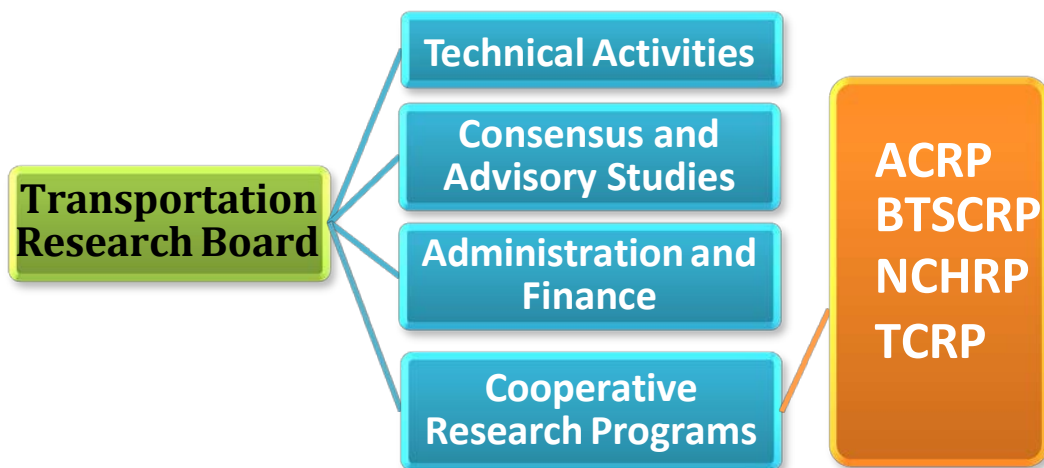 Transportation
Research Board
Technical Activities
Consensus and
Advisory Studies
Administration and
Finance
Cooperative
Research Programs
ACRP
BTSCRP
NCHRP
TCRP